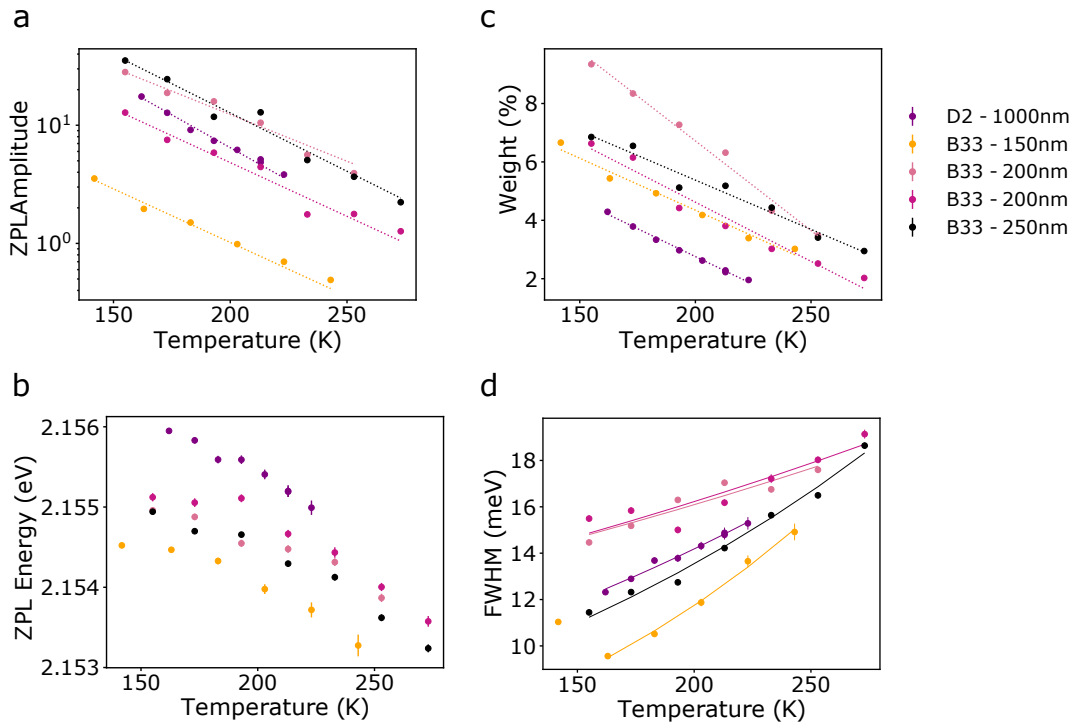 a
ZPLAmplitude
10¹
10⁰
150
200
250
Temperature (K)
c
Weight (%)
8
6
4
2
150
200
250
Temperature (K)
D2 - 1000nm
B33 - 150nm
B33 - 200nm
B33 - 200nm
B33 - 250nm
b
ZPL Energy (eV)
2.156
2.155
2.154
2.153
150
200
250
Temperature (K)
d
FWHM (meV)
18
16
14
12
10
150
200
250
Temperature (K)